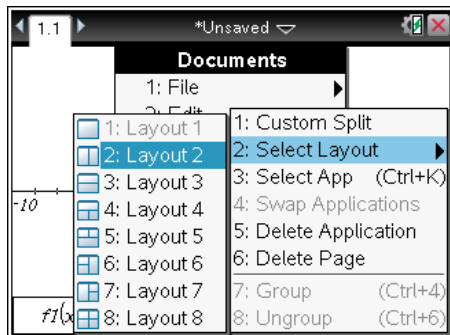 1.1 *Unsaved
Documents
1: File
2: Edit
1: Custom Split
2: Select Layout
3: Select App (Ctrl+K)
4: Swap Applications
5: Delete Application
6: Delete Page
7: Group (Ctrl+4)
8: Ungroup (Ctrl+6)
1: Layout 1
2: Layout 2
3: Layout 3
4: Layout 4
5: Layout 5
6: Layout 6
7: Layout 7
8: Layout 8
-10
f1(x